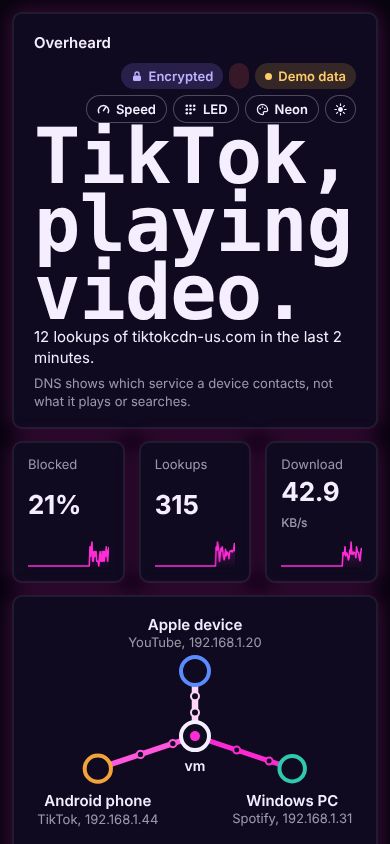 Overheard
Encrypted
Demo data
Speed
LED
Neon
TikTok,
playing
video.
12 lookups of tiktokcdn-us.com in the last 2
minutes.
DNS shows which service a device contacts, not
what it plays or searches.
Blocked
21%
Lookups
315
Download
42.9
KB/s
Apple device
YouTube, 192.168.1.20
vm
Android phone
TikTok, 192.168.1.44
Windows PC
Spotify, 192.168.1.31